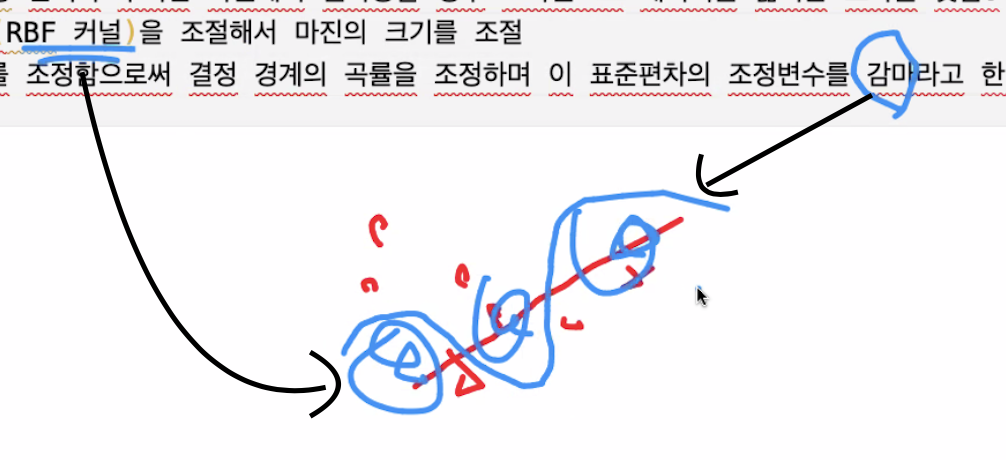 (RBF 커널)을 조절해서 마진의 크기를 조절
를 조정함으로써 결정 경계의 곡률을 조정하며 이 표준편차의 조정변수를 감마라고 한